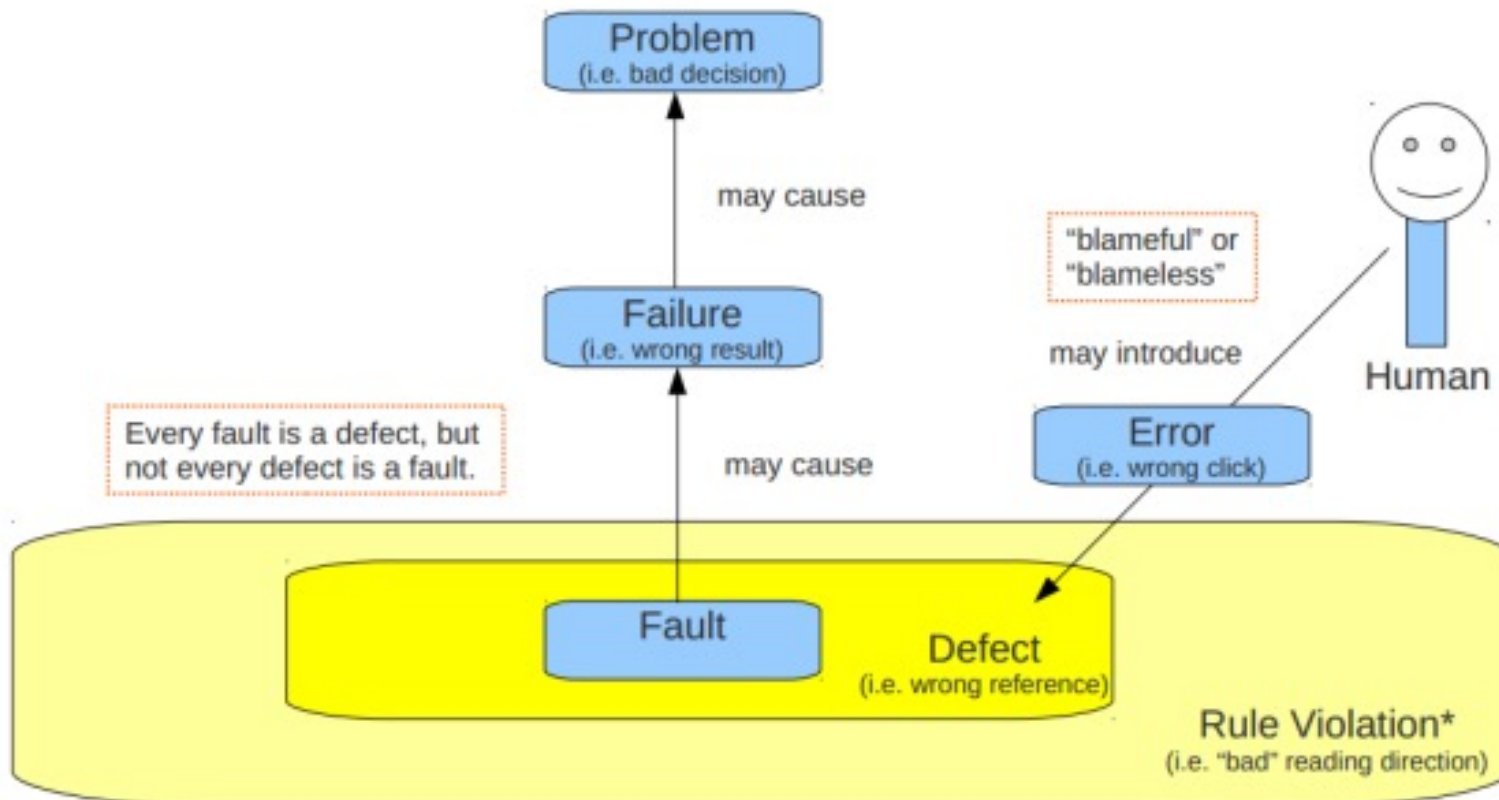 Problem
(i.e. bad decision)
may cause
“blameful” or
“blameless”
Failure
(i.e. wrong result)
may introduce
Human
Every fault is a defect, but
not every defect is a fault.
may cause
Error
(i.e. wrong click)
Fault
Defect
(i.e. wrong reference)
Rule Violation*
(i.e. “bad” reading direction)